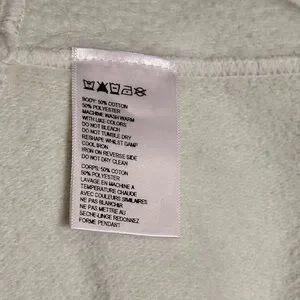 BODY: 50% COTTON
50% POLYESTER
MACHINE WASH WARM
WITH LIKE COLORS
DO NOT BLEACH
DO NOT TUMBLE DRY
RESHAPE WHILST DAMP
COOL IRON
IRON ON REVERSE SIDE
DO NOT DRY CLEAN
CORPS: 50% COTON
50% POLYESTER
LAVAGE EN MACHINE A
TEMPERATURE CHAUDE
AVEC COULEURS SIMILAIRES
NE PAS BLANCHIR
NE PAS METTRE AU
SECHE-LINGE REDONNEZ
FORME PENDANT